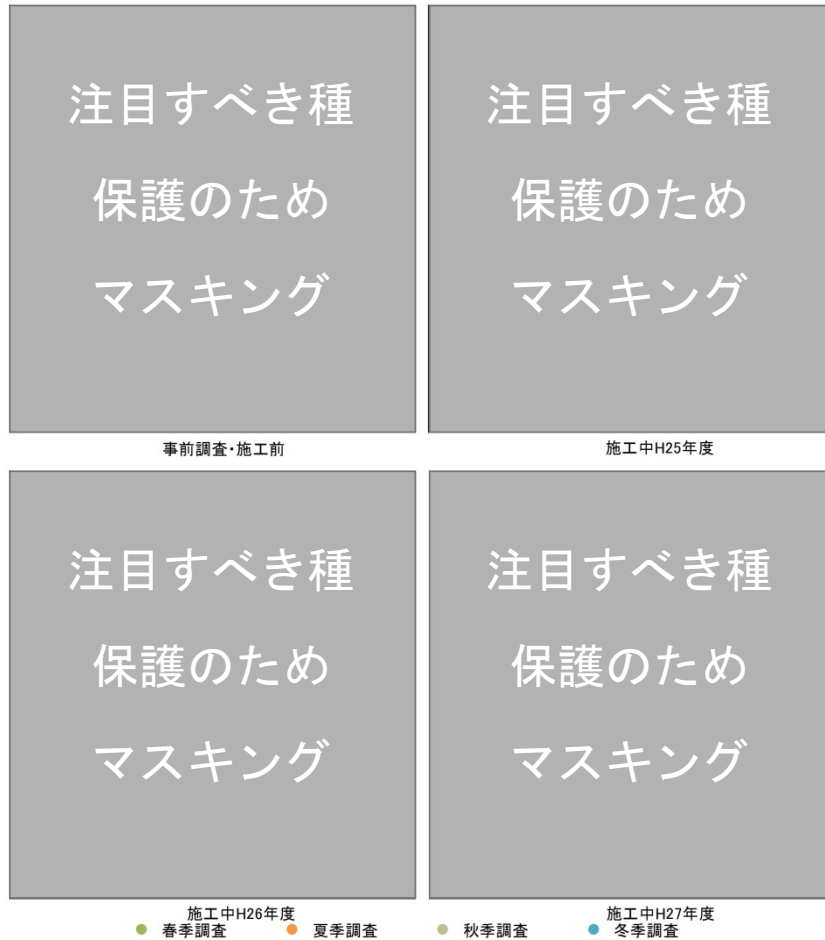 注目すべき種
保護のため
マスキング
事前調査・施工前
注目すべき種
保護のため
マスキング
施工中H25年度
注目すべき種
保護のため
マスキング
施工中H26年度
注目すべき種
保護のため
マスキング
施工中H27年度
春季調査 夏季調査 秋季調査 冬季調査